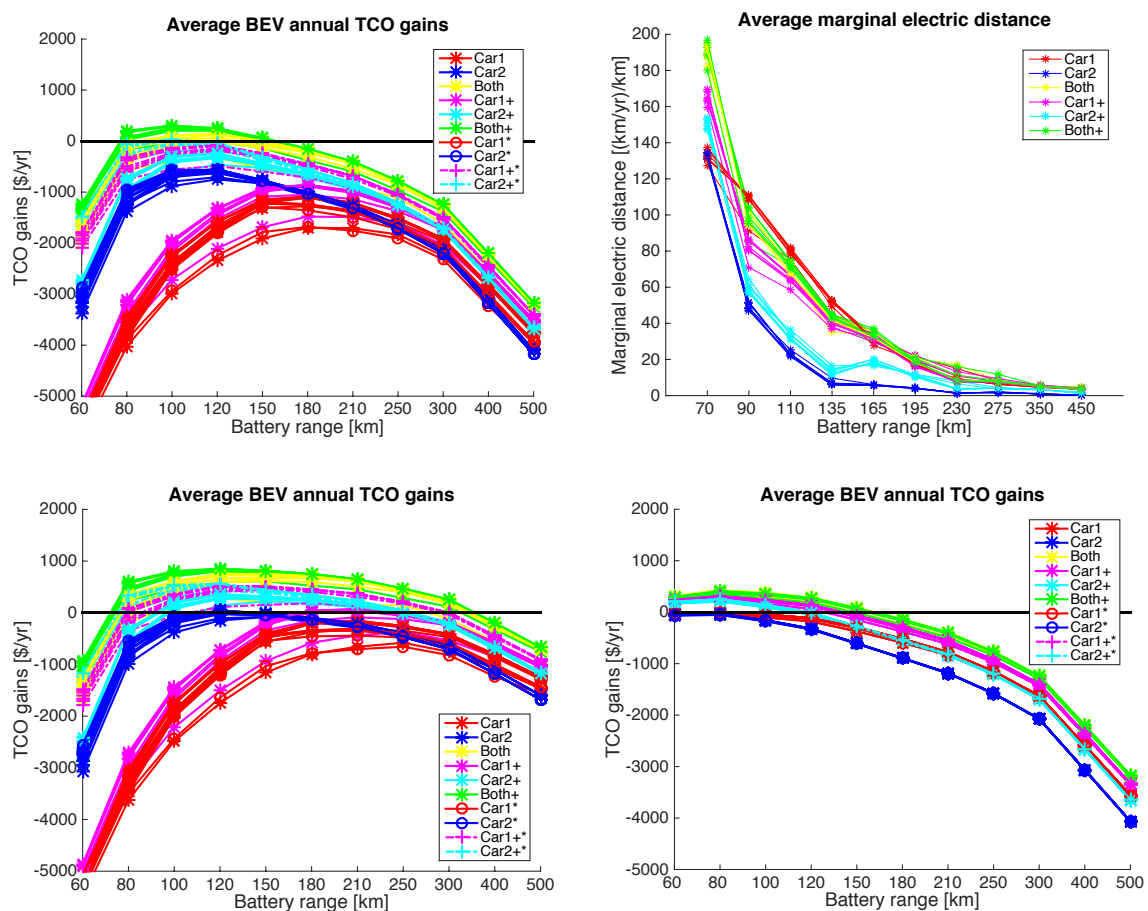 Average BEV annual TCO gains
2000
1000
0
-1000
-2000
-3000
-4000
-5000
TCO gains [$/yr)
Car1
Car2
Both
Car1+
Car2+
Both+
Car1*
Car2*
Car1+*
Car2+*
60 80 100 120 150 180 210 250 300 400 500
Battery range [km]
Average marginal electric distance
200
180
160
140
120
100
80
60
40
20
0
Marginal electric distance [(km/yr)/km)
Car1
Car2
Both
Car1+
Car2+
Both+
70 90 110 135 165 195 230 275 350 450
Battery range [km]
Average BEV annual TCO gains
2000
1000
0
-1000
-2000
-3000
-4000
-5000
TCO gains [$/yr)
Car1
Car2
Both
Car1+
Car2+
Both+
Car1*
Car2*
Car1+*
Car2+*
60 80 100 120 150 180 210 250 300 400 500
Battery range [km]
Average BEV annual TCO gains
2000
1000
0
-1000
-2000
-3000
-4000
-5000
TCO gains [$/yr)
Car1
Car2
Both
Car1+
Car2+
Both+
Car1*
Car2*
Car1+*
Car2+*
60 80 100 120 150 180 210 250 300 400 500
Battery range [km]